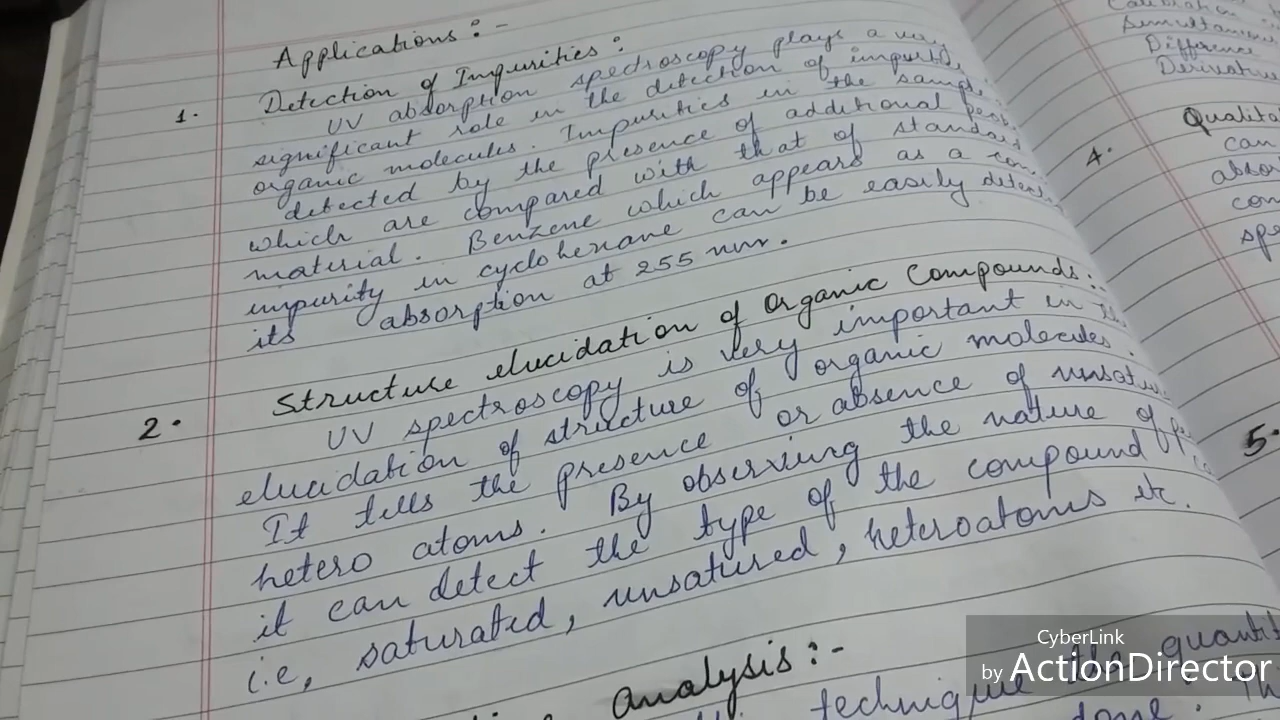 Applications : -
1. Detection of Impurities :
UV absorption spectroscopy plays a very
significant role in the detection of
organic molecules. Impurities in the sample
detected by the presence of additional
which are compared with that of standard
material. Benzene which appears as a
impurity in cyclohexane can be easily
its absorption at 255 nm.
2. Structure elucidation of Organic Compounds :
UV spectroscopy is very important in
elucidation of structure of organic molecules.
It tells the presence or absence of
hetero atoms. By observing the nature of
it can detect the type of the compound
i.e, saturated, unsatured, heteroatoms etc.
Analysis : -
technique the
done.
Difference
4.
can
5.
CyberLink
by ActionDirector